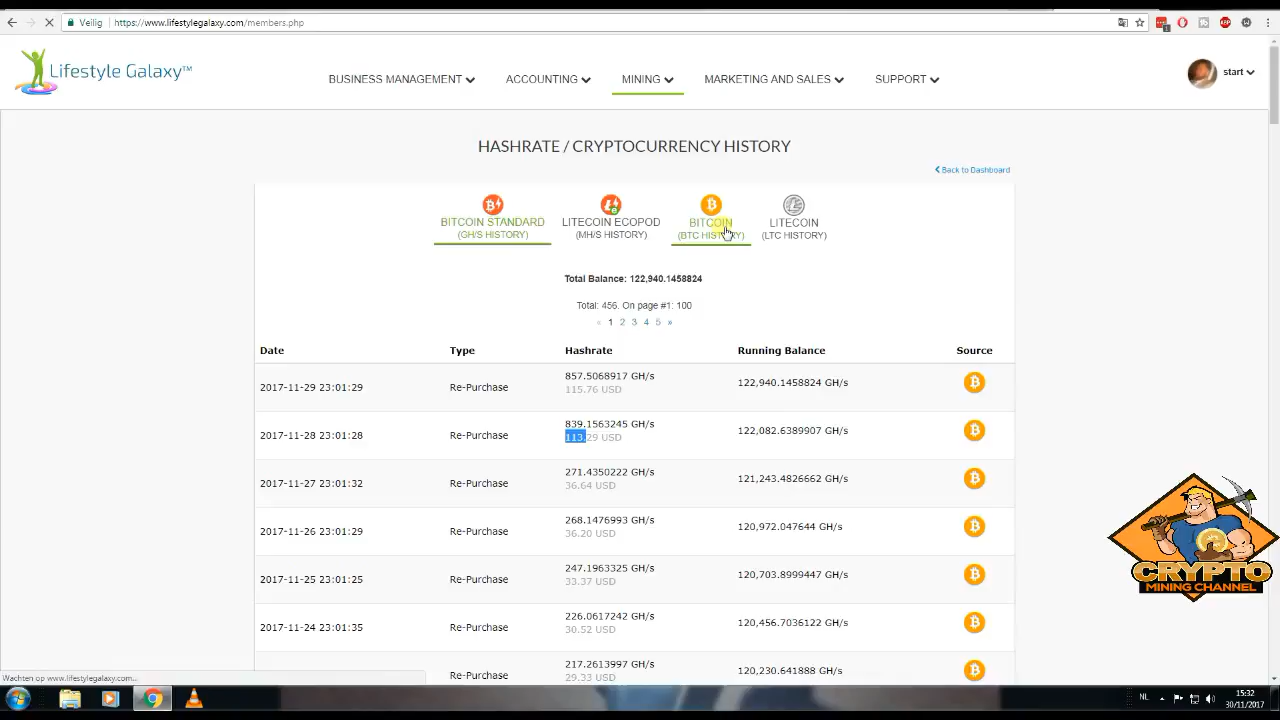 Veilig https://www.lifestylegalaxy.com/members.php
Lifestyle Galaxy™
BUSINESS MANAGEMENT ACCOUNTING MINING MARKETING AND SALES SUPPORT
start
HASHRATE / CRYPTOCURRENCY HISTORY
Back to Dashboard
BITCOIN STANDARD LITECOIN ECOPOD BITCOIN LITECOIN
(GH/S HISTORY) (MH/S HISTORY) (BTC HISTORY) (LTC HISTORY)
Total Balance: 122,940.1458824
Total: 456. On page #1: 100
« 1 2 3 4 5 »
Date Type Hashrate Running Balance Source
2017-11-29 23:01:29 Re-Purchase 857.5068917 GH/s 122,940.1458824 GH/s
115.76 USD
2017-11-28 23:01:28 Re-Purchase 839.1563245 GH/s 122,082.6389907 GH/s
113.29 USD
2017-11-27 23:01:32 Re-Purchase 271.4350222 GH/s 121,243.4826662 GH/s
36.64 USD
2017-11-26 23:01:29 Re-Purchase 268.1476993 GH/s 120,972.047644 GH/s
36.20 USD
2017-11-25 23:01:25 Re-Purchase 247.1963325 GH/s 120,703.8999447 GH/s
33.37 USD
2017-11-24 23:01:35 Re-Purchase 226.0617242 GH/s 120,456.7036122 GH/s
30.52 USD
Re-Purchase 217.2613997 GH/s 120,230.641888 GH/s
29.33 USD
CRYPTO
MINING CHANNEL
Wachten op www.lifestylegalaxy.com...
NL 15:32
30/11/2017